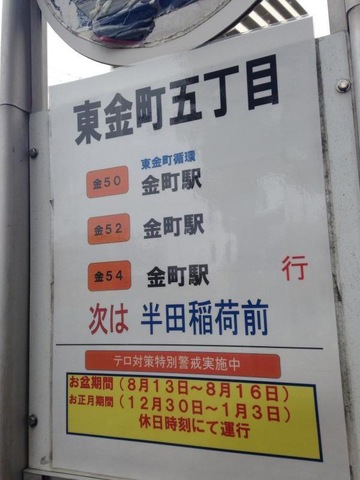 東金町五丁目
東金町循環
金50 金町駅
金52 金町駅
金54 金町駅 行
次は 半田稲荷前
テロ対策特別警戒実施中
お盆期間（8月13日～8月16日）
お正月期間（12月30日～1月3日）
休日時刻にて運行